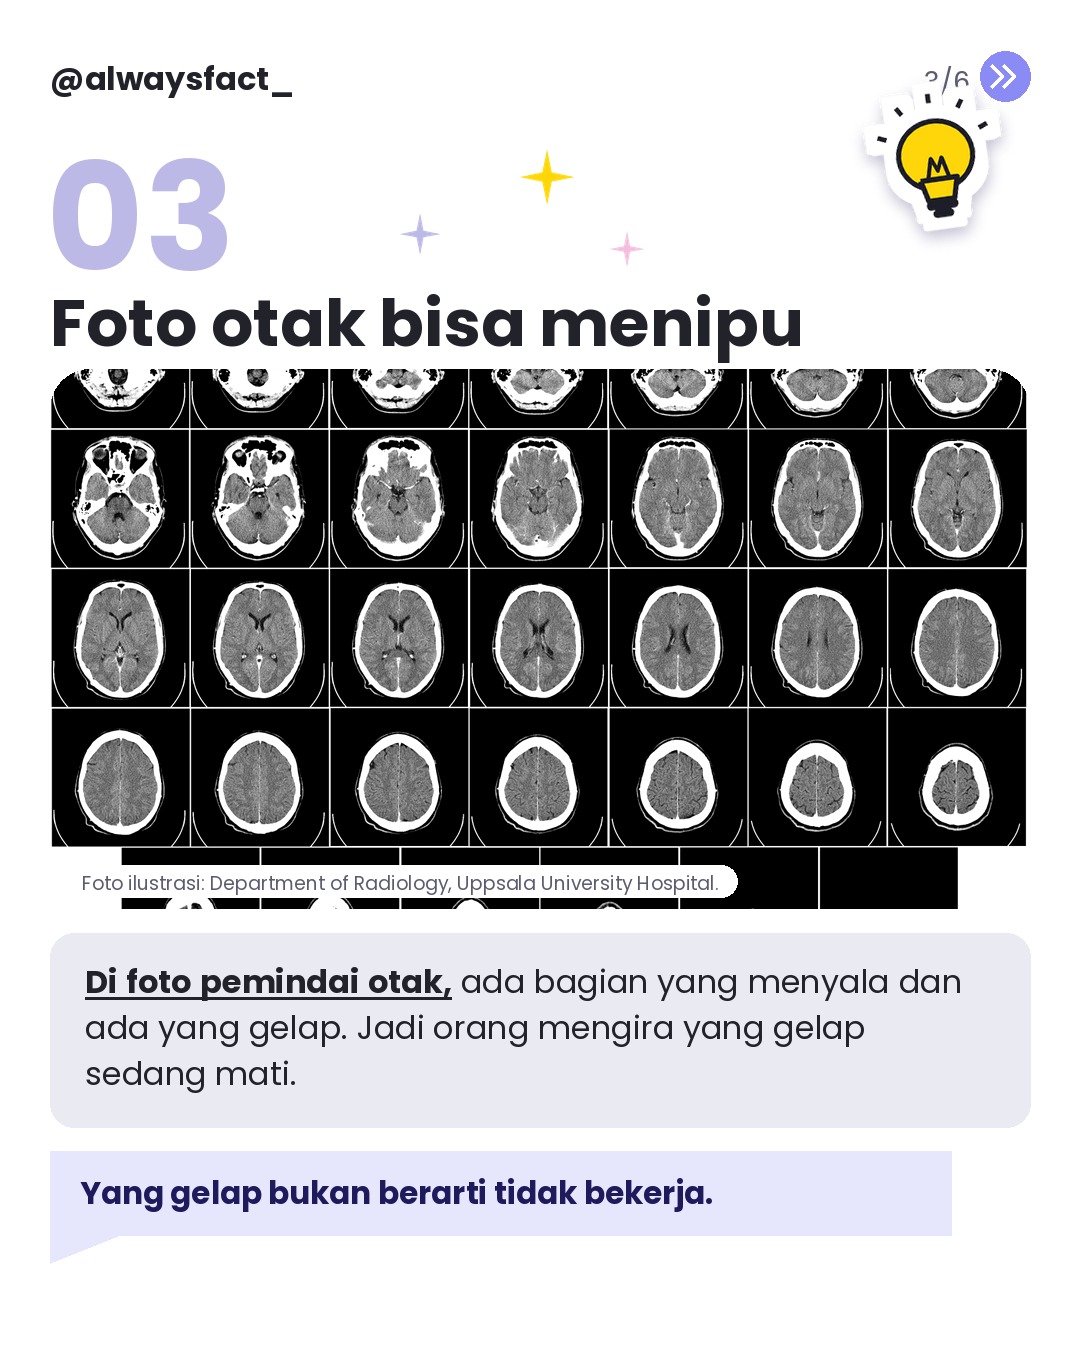 @alwaysfact_
03
Foto otak bisa menipu
Foto ilustrasi: Department of Radiology, Uppsala University Hospital.
Di foto pemindai otak, ada bagian yang menyala dan
ada yang gelap. Jadi orang mengira yang gelap
sedang mati.
Yang gelap bukan berarti tidak bekerja.